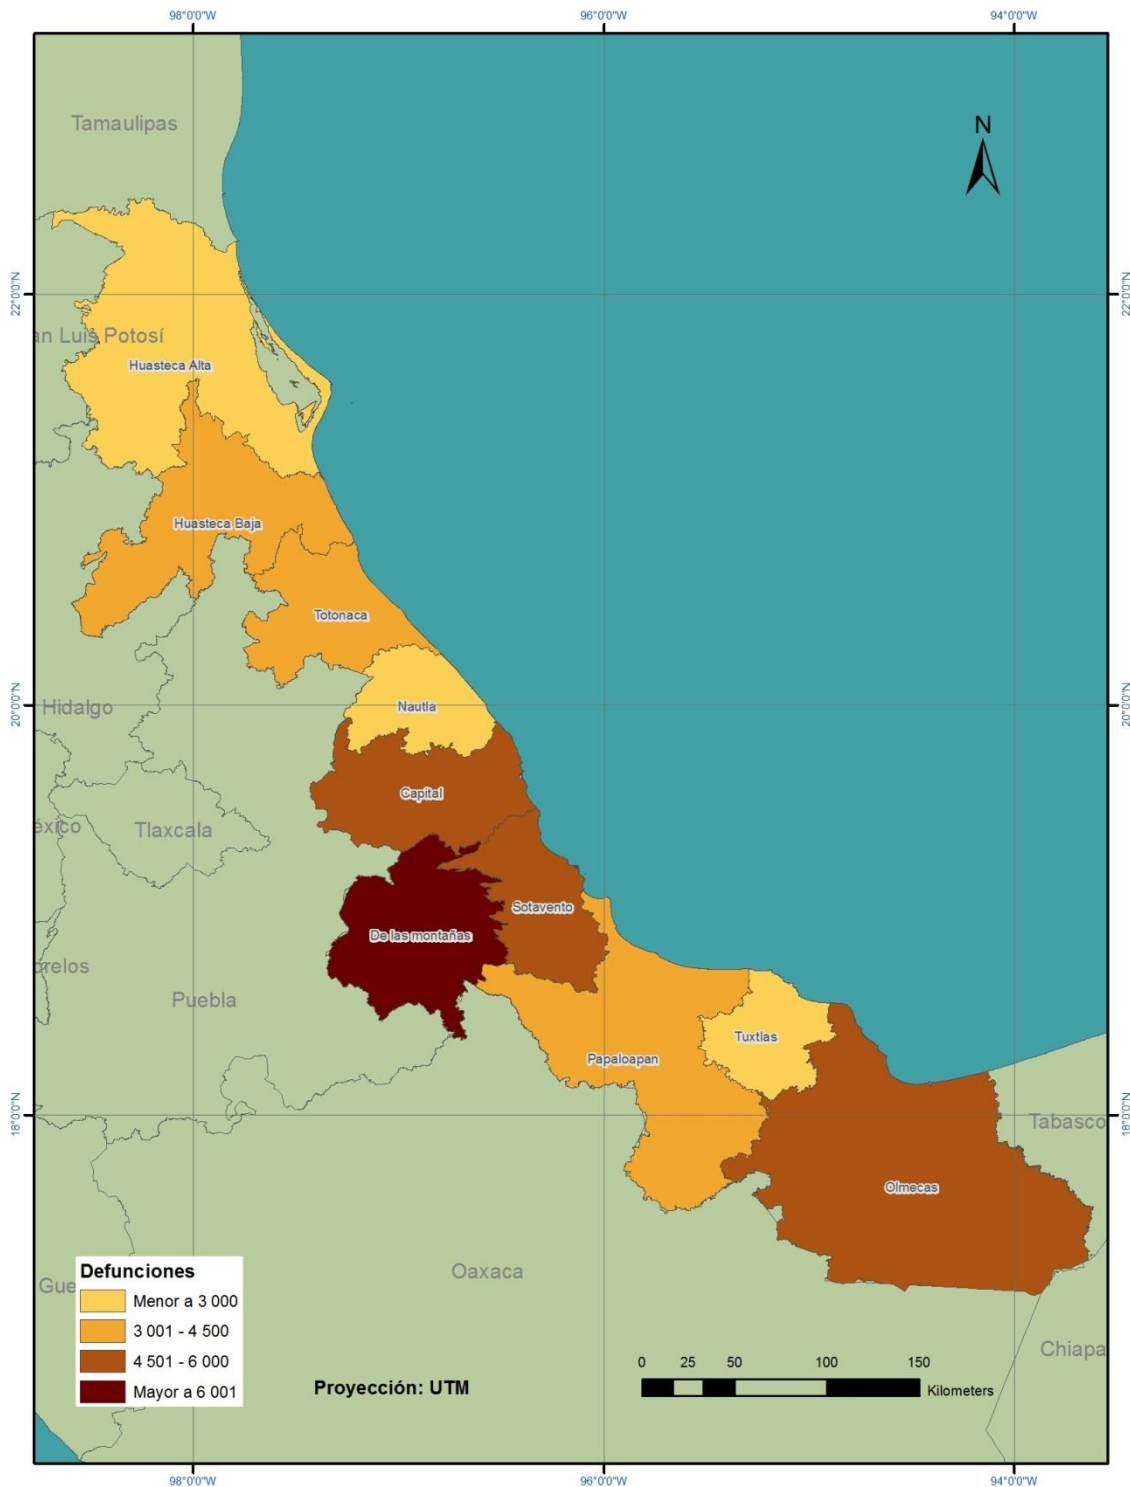 98°0'0"W
96°0'0"W
94°0'0"W
Tamaulipas
N
22°0'0"N
22°0'0"N
an Luis Potosí
Huasteca Alta
Huasteca Baja
Totonaca
Hidalgo
Nautla
20°0'0"N
20°0'0"N
Capital
éxico
Tlaxcala
Sotavento
De las montañas
orelos
Puebla
Tuxtlas
Papaloapan
18°0'0"N
18°0'0"N
Tabasco
Olmecas
Oaxaca
Gue
Chiapa
Defunciones
Menor a 3 000
3 001 - 4 500
4 501 - 6 000
Mayor a 6 001
Proyección: UTM
0 25 50 100 150
Kilometers
98°0'0"W
96°0'0"W
94°0'0"W